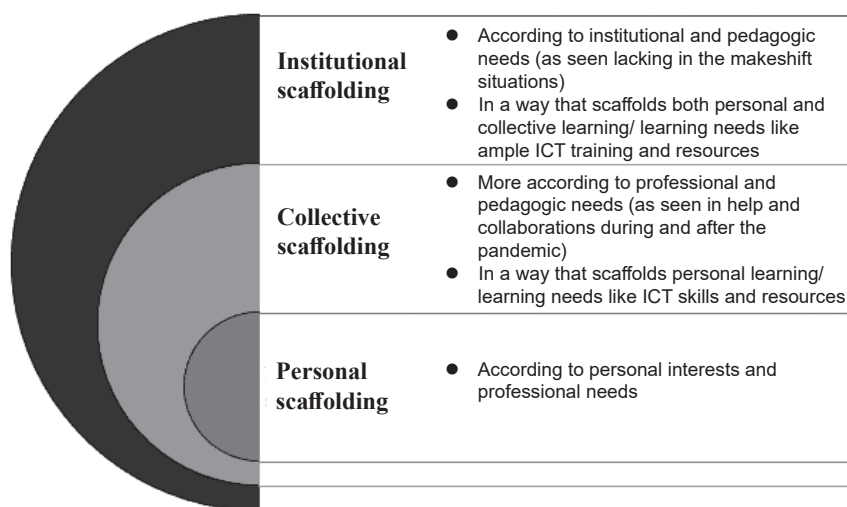 Institutional
scaffolding
● According to institutional and pedagogic
needs (as seen lacking in the makeshift
situations)
● In a way that scaffolds both personal and
collective learning/ learning needs like
ample ICT training and resources
Collective
scaffolding
● More according to professional and
pedagogic needs (as seen in help and
collaborations during and after the
pandemic)
● In a way that scaffolds personal learning/
learning needs like ICT skills and resources
Personal
scaffolding
● According to personal interests and
professional needs